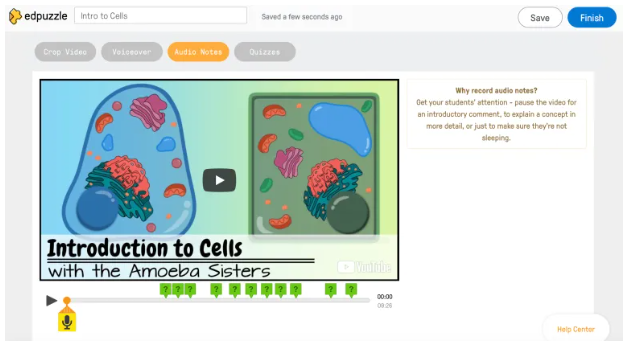 edpuzzle
Intro to Cells
Saved a few seconds ago
Save
Finish
Crop Video
Voiceover
Audio Notes
Quizzes
Introduction to Cells
with the Amoeba Sisters
YouTube
Why record audio notes?
Get your students' attention – pause the video for
an introductory comment, to explain a concept in
more detail, or just to make sure they're not
sleeping.
? ? ? ? ? ? ? ? ? ? ?
00:00
08:26
Help Center